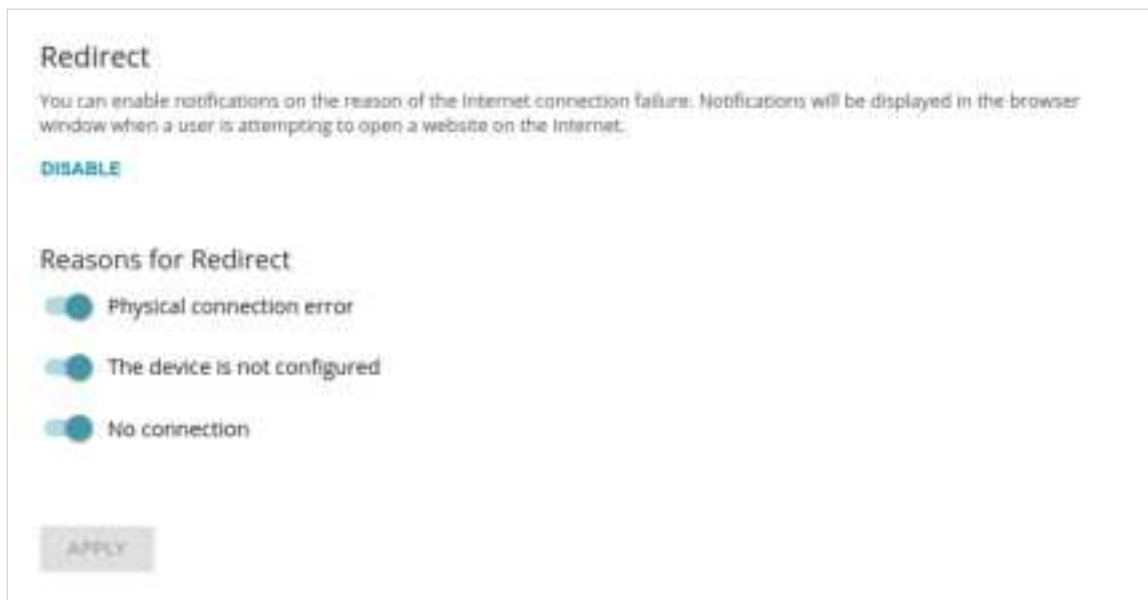 Redirect
You can enable notifications on the reason of the Internet connection failure. Notifications will be displayed in the browser
window when a user is attempting to open a website on the Internet.
DISABLE
Reasons for Redirect
Physical connection error
The device is not configured
No connection
APPLY